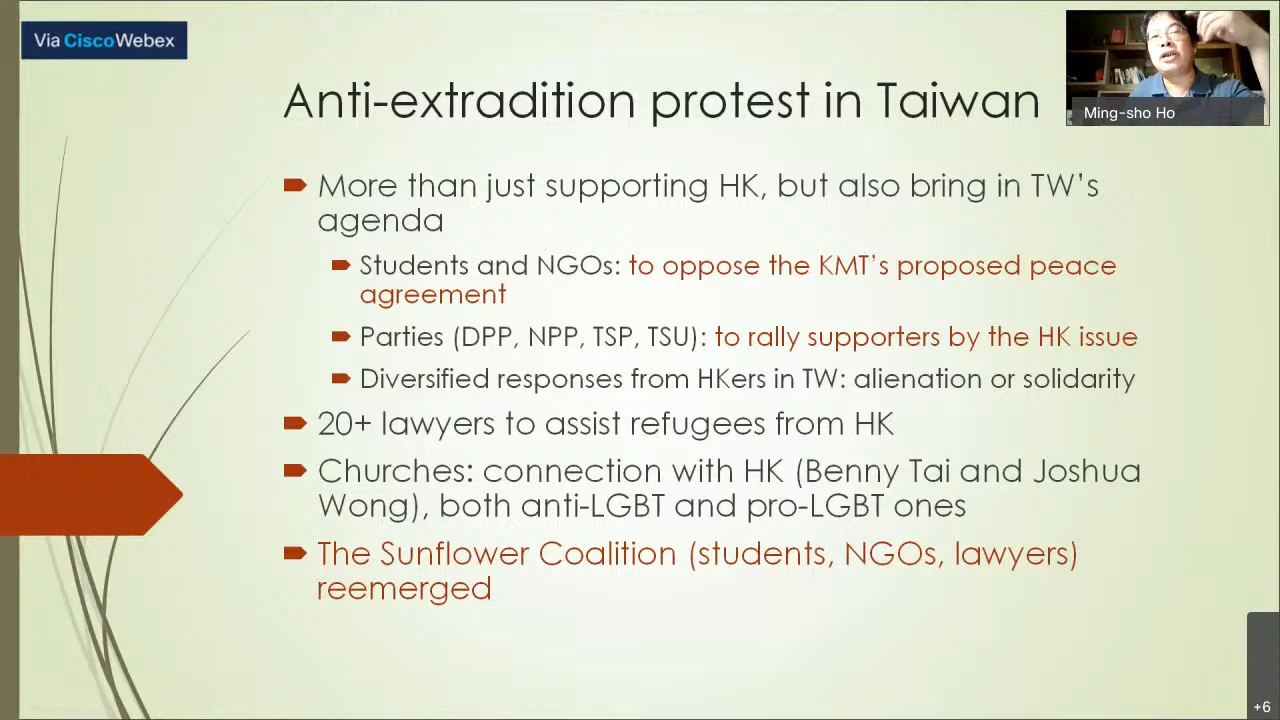 Via CiscoWebex
Ming-sho Ho
Anti-extradition protest in Taiwan
More than just supporting HK, but also bring in TW's
agenda
Students and NGOs: to oppose the KMT's proposed peace
agreement
Parties (DPP, NPP, TSP, TSU): to rally supporters by the HK issue
Diversified responses from HKers in TW: alienation or solidarity
20+ lawyers to assist refugees from HK
Churches: connection with HK (Benny Tai and Joshua
Wong), both anti-LGBT and pro-LGBT ones
The Sunflower Coalition (students, NGOs, lawyers)
reemerged
+6